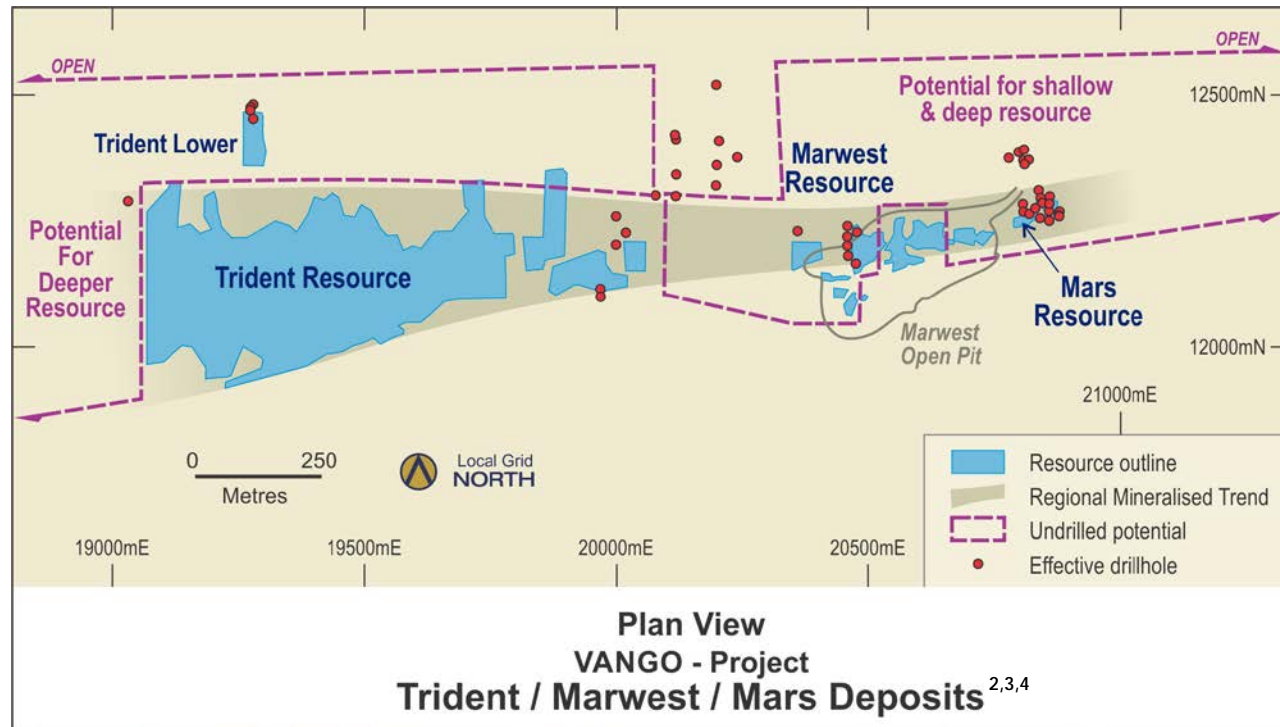 OPEN
OPEN
12500mN
Potential for shallow
& deep resource
Trident Lower
Marwest
Resource
Potential
For
Deeper
Resource
Trident Resource
Mars
Resource
Marwest
Open Pit
12000mN
21000mE
0 250
Metres
Local Grid
NORTH
Resource outline
Regional Mineralised Trend
Undrilled potential
Effective drillhole
19000mE 19500mE 20000mE 20500mE
Plan View
VANGO - Project
Trident / Marwest / Mars Deposits 2,3,4